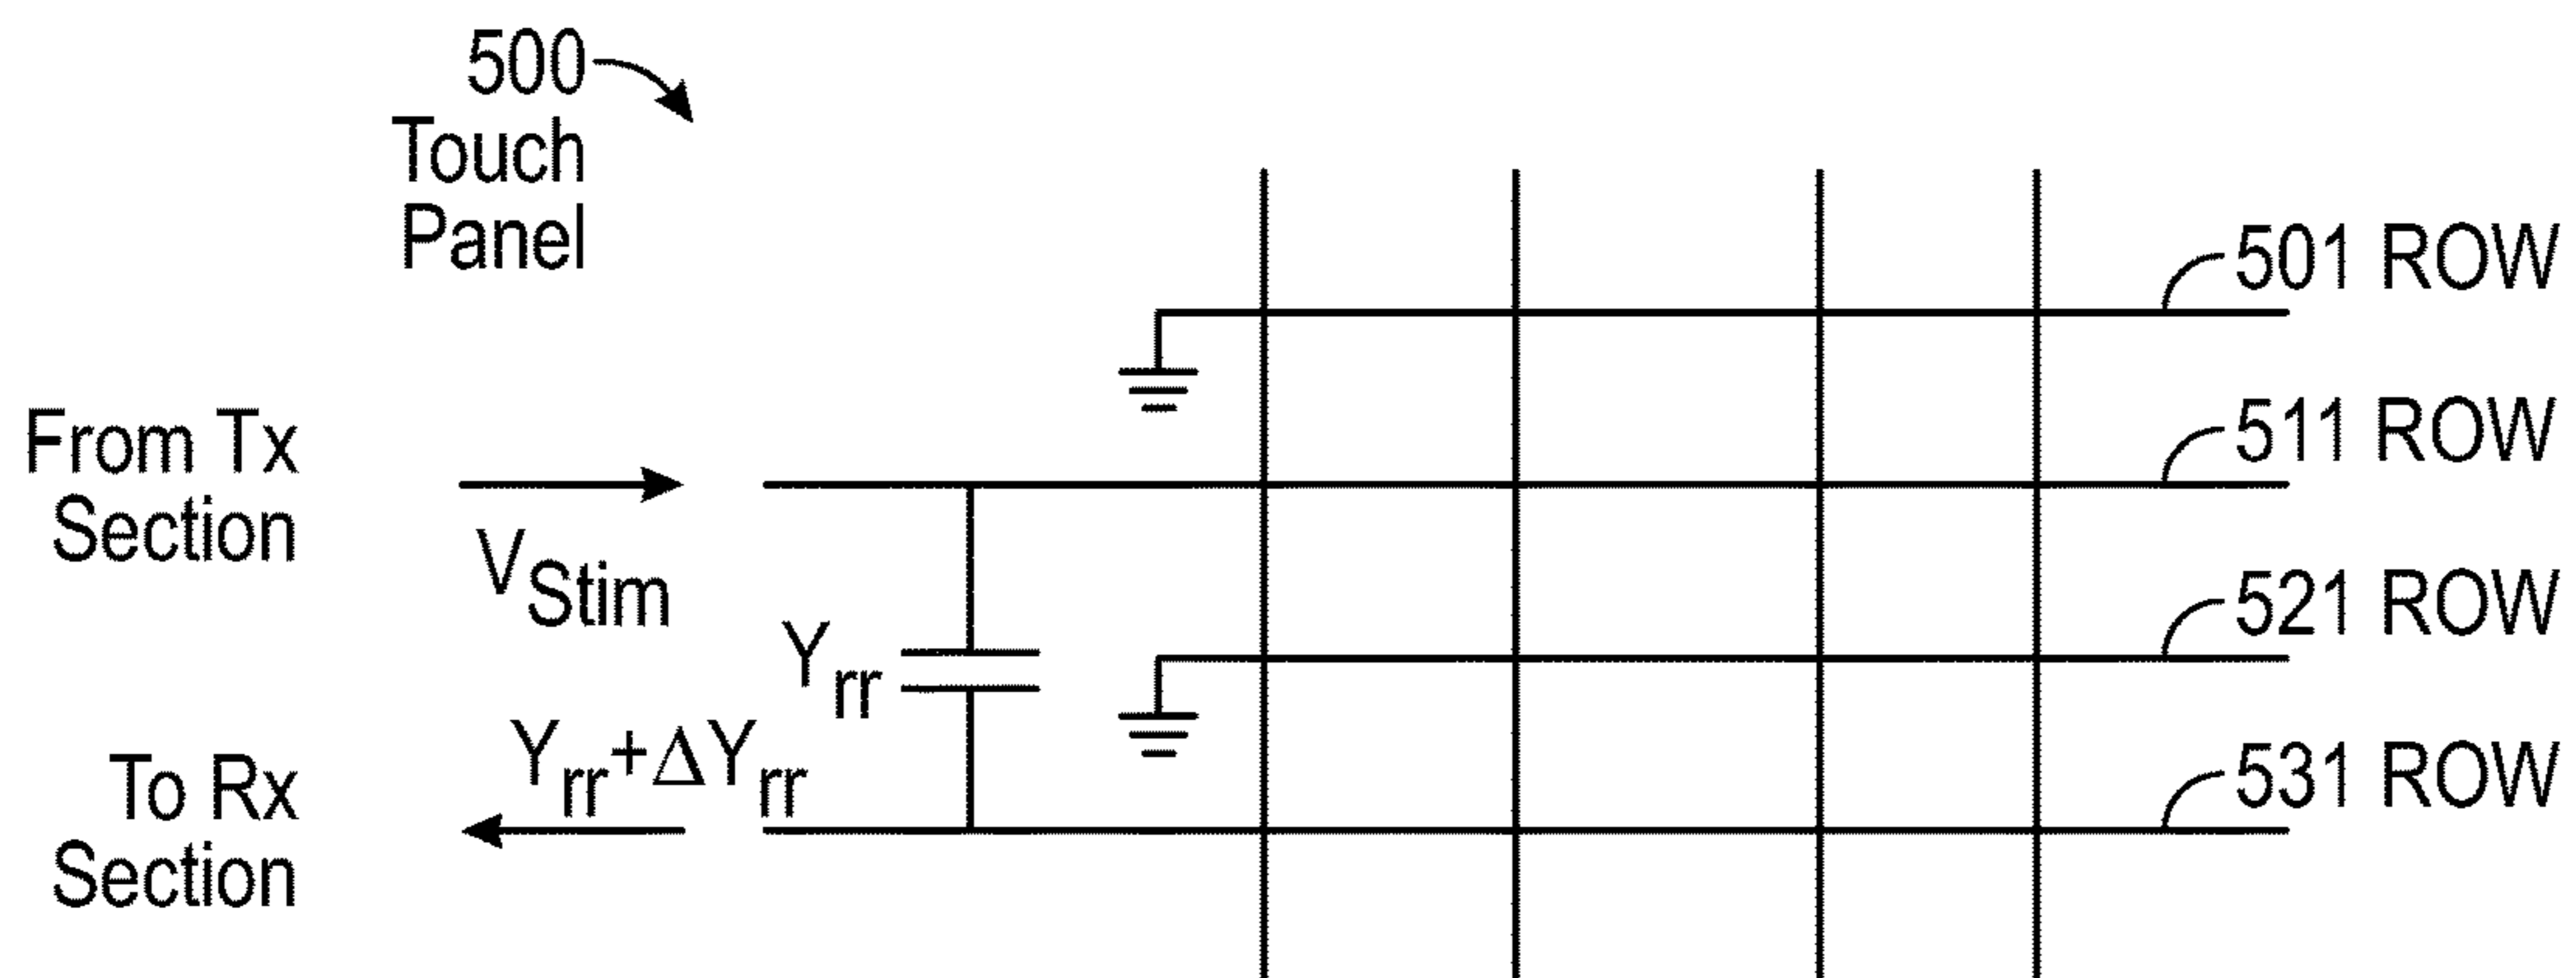 500
Touch
Panel
501 ROW
From Tx
Section
511 ROW
VStim
521 ROW
Yrr
To Rx
Section
Yrr+ΔYrr
531 ROW